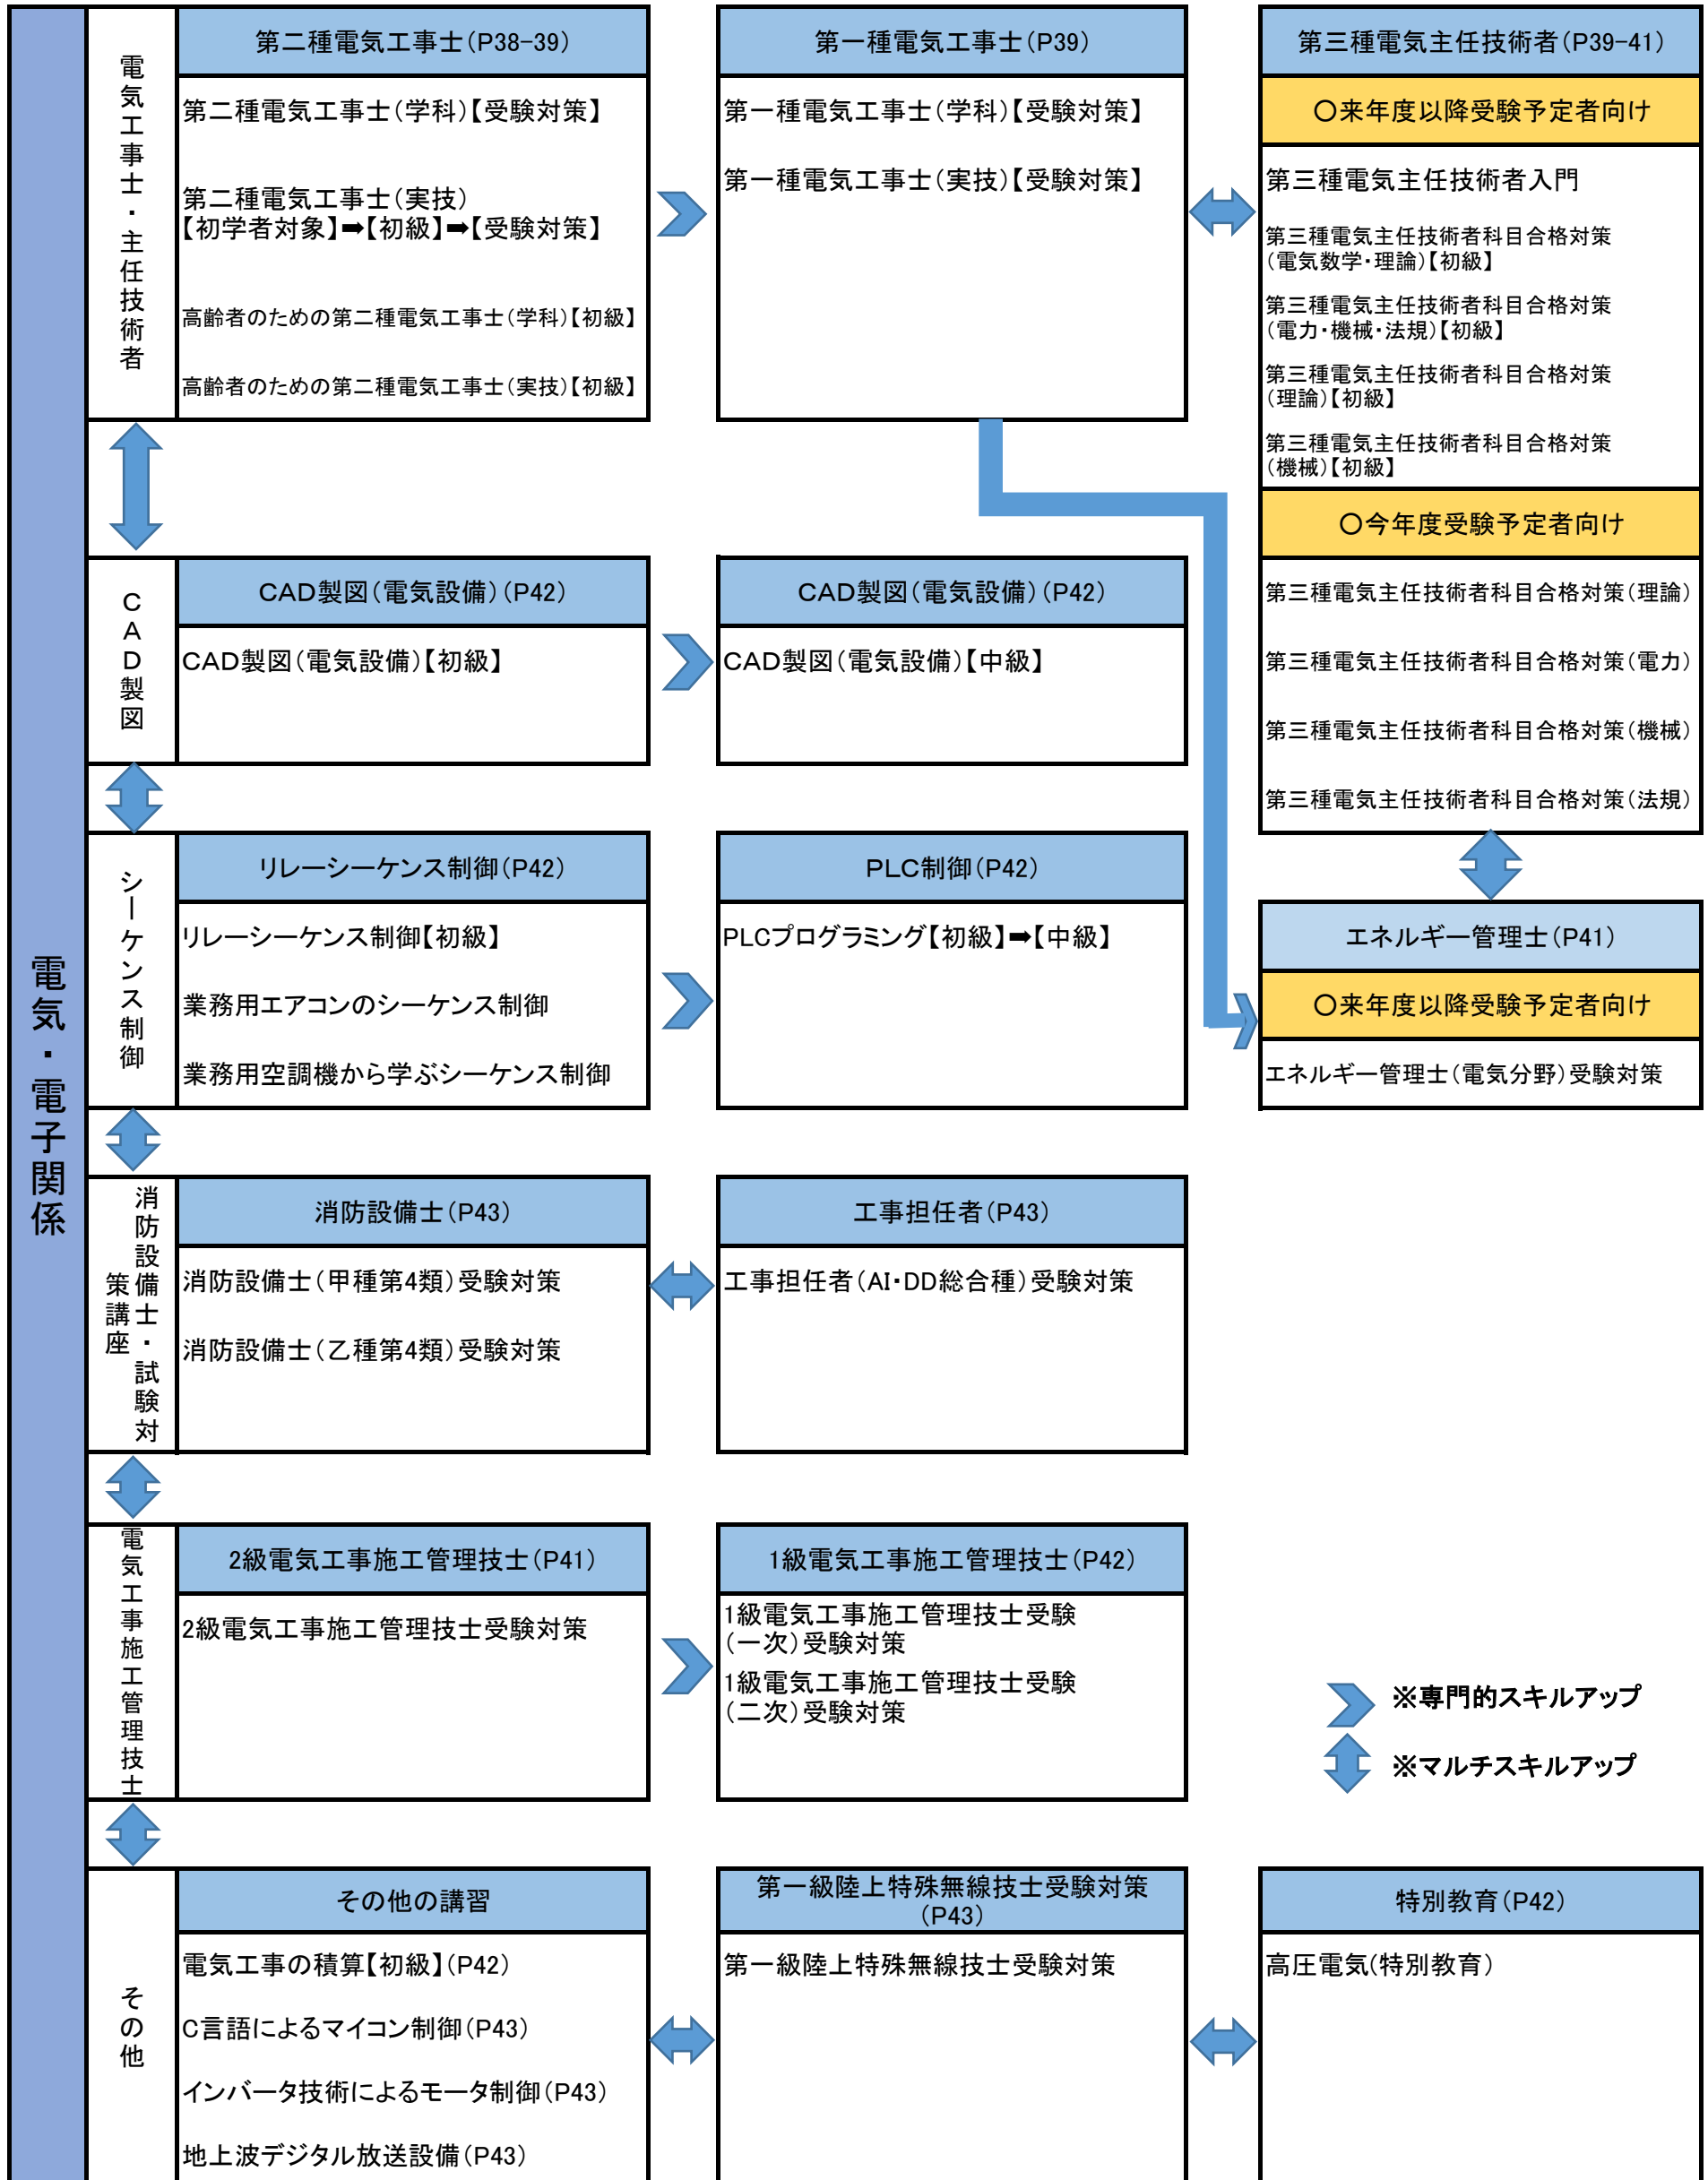 電気・電子関係
電気工事士・主任技術者
第二種電気工事士（P38-39）
第二種電気工事士（学科）【受験対策】
第二種電気工事士（実技）
【初学者対象】➡【初級】➡【受験対策】
高齢者のための第二種電気工事士（学科）【初級】
高齢者のための第二種電気工事士（実技）【初級】
第一種電気工事士（P39）
第一種電気工事士（学科）【受験対策】
第一種電気工事士（実技）【受験対策】
第三種電気主任技術者（P39-41）
〇来年度以降受験予定者向け
第三種電気主任技術者入門
第三種電気主任技術者科目合格対策
（電気数学・理論）【初級】
第三種電気主任技術者科目合格対策
（電力・機械・法規）【初級】
第三種電気主任技術者科目合格対策
（理論）【初級】
第三種電気主任技術者科目合格対策
（機械）【初級】
〇今年度受験予定者向け
第三種電気主任技術者科目合格対策（理論）
第三種電気主任技術者科目合格対策（電力）
第三種電気主任技術者科目合格対策（機械）
第三種電気主任技術者科目合格対策（法規）
CAD製図
CAD製図（電気設備）（P42）
CAD製図（電気設備）【初級】
CAD製図（電気設備）（P42）
CAD製図（電気設備）【中級】
シーケンス制御
リレーシーケンス制御（P42）
リレーシーケンス制御【初級】
業務用エアコンのシーケンス制御
業務用空調機から学ぶシーケンス制御
PLC制御（P42）
PLCプログラミング【初級】➡【中級】
エネルギー管理士（P41）
〇来年度以降受験予定者向け
エネルギー管理士（電気分野）受験対策
消防設備士・試験対
策講座
消防設備士（P43）
消防設備士（甲種第4類）受験対策
消防設備士（乙種第4類）受験対策
工事担任者（P43）
工事担任者（AI・DD総合種）受験対策
電気工事施工管理技士
2級電気工事施工管理技士（P41）
2級電気工事施工管理技士受験対策
1級電気工事施工管理技士（P42）
1級電気工事施工管理技士受験
（一次）受験対策
1級電気工事施工管理技士受験
（二次）受験対策
※専門的スキルアップ
※マルチスキルアップ
その他
その他の講習
電気工事の積算【初級】（P42）
C言語によるマイコン制御（P43）
インバータ技術によるモータ制御（P43）
地上波デジタル放送設備（P43）
第一級陸上特殊無線技士受験対策
（P43）
第一級陸上特殊無線技士受験対策
特別教育（P42）
高圧電気(特別教育）